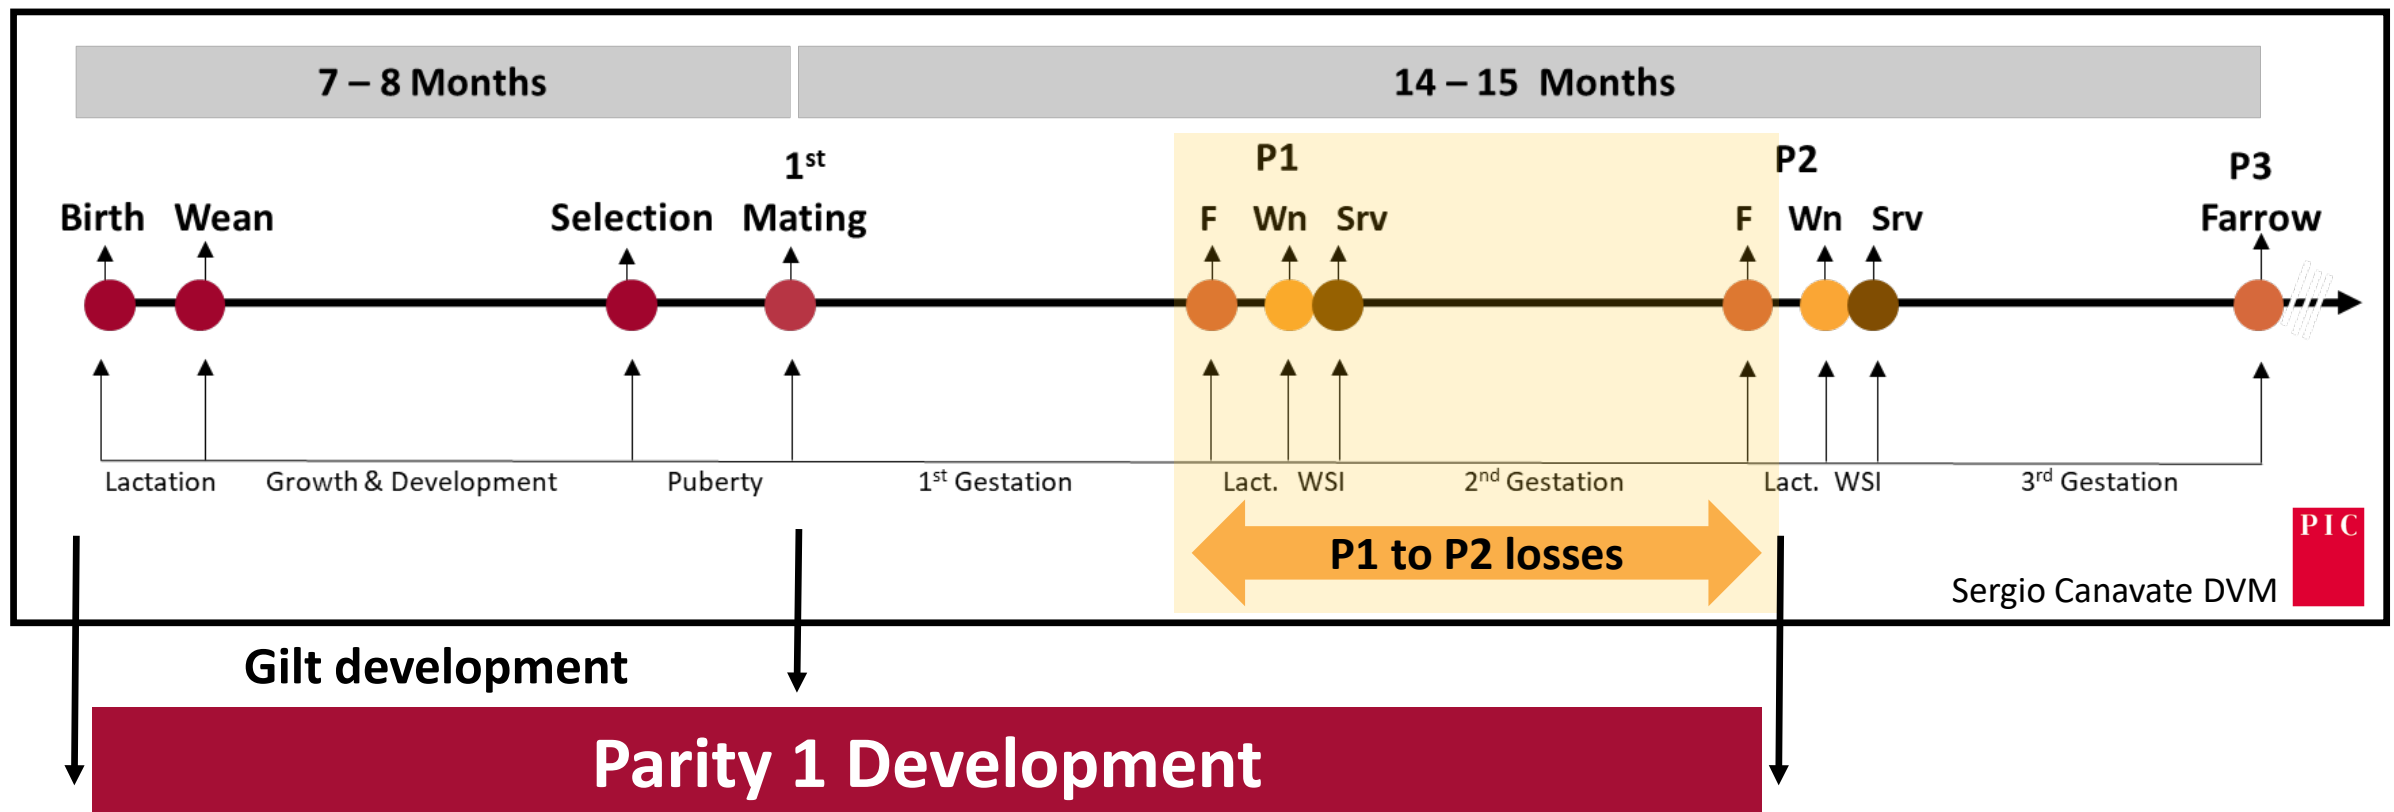 7 – 8 Months
14 – 15 Months
1st
P1
P2
P3
Birth Wean Selection Mating F Wn Srv F Wn Srv Farrow
Lactation Growth & Development Puberty 1st Gestation Lact. WSI 2nd Gestation Lact. WSI 3rd Gestation
P1 to P2 losses
PIC
Sergio Canavate DVM
Gilt development
Parity 1 Development